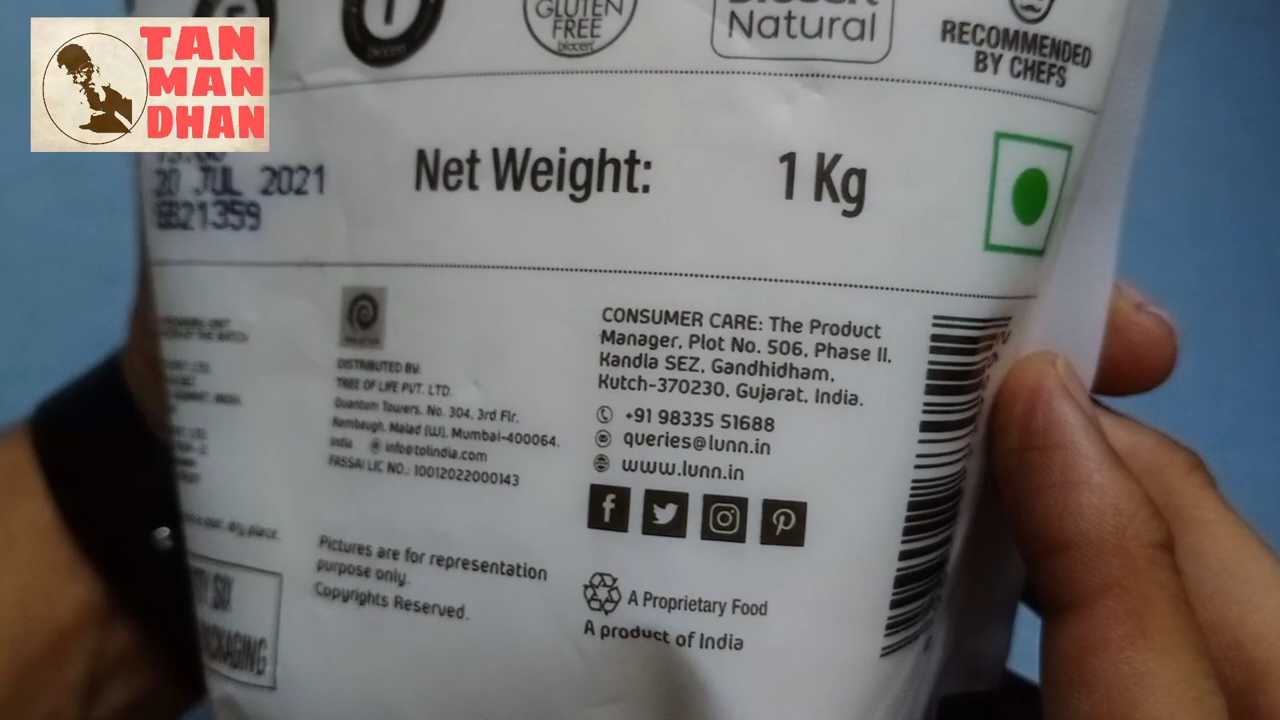 TAN
MAN
DHAN
GLUTEN
FREE
biocert
Natural
RECOMMENDED
BY CHEFS
20 JUL 2021
Net Weight: 1 Kg
DISTRIBUTED BY:
TREE OF LIFE PVT. LTD.
Quantum Towers, No. 304, 3rd Flr,
Rambaugh, Malad (W), Mumbai-400064.
India info@tolindia.com
FASSAI LIC NO.: 10012022000143
Pictures are for representation
purpose only.
Copyrights Reserved.
CONSUMER CARE: The Product
Manager, Plot No. 506, Phase II,
Kandla SEZ, Gandhidham,
Kutch-370230, Gujarat, India.
+91 98335 51688
queries@lunn.in
www.lunn.in
A Proprietary Food
A product of India
SIX